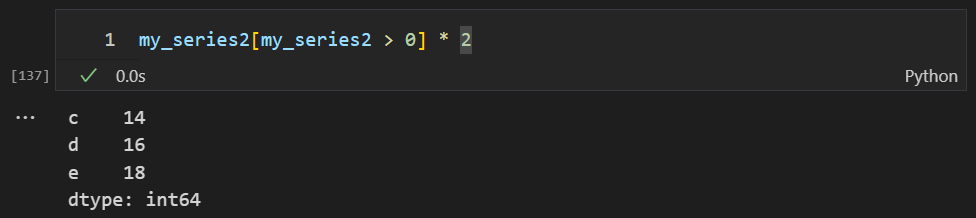 1 my_series2[my_series2 > 0] * 2
[137] ✓ 0.0s Python
... c 14
d 16
e 18
dtype: int64